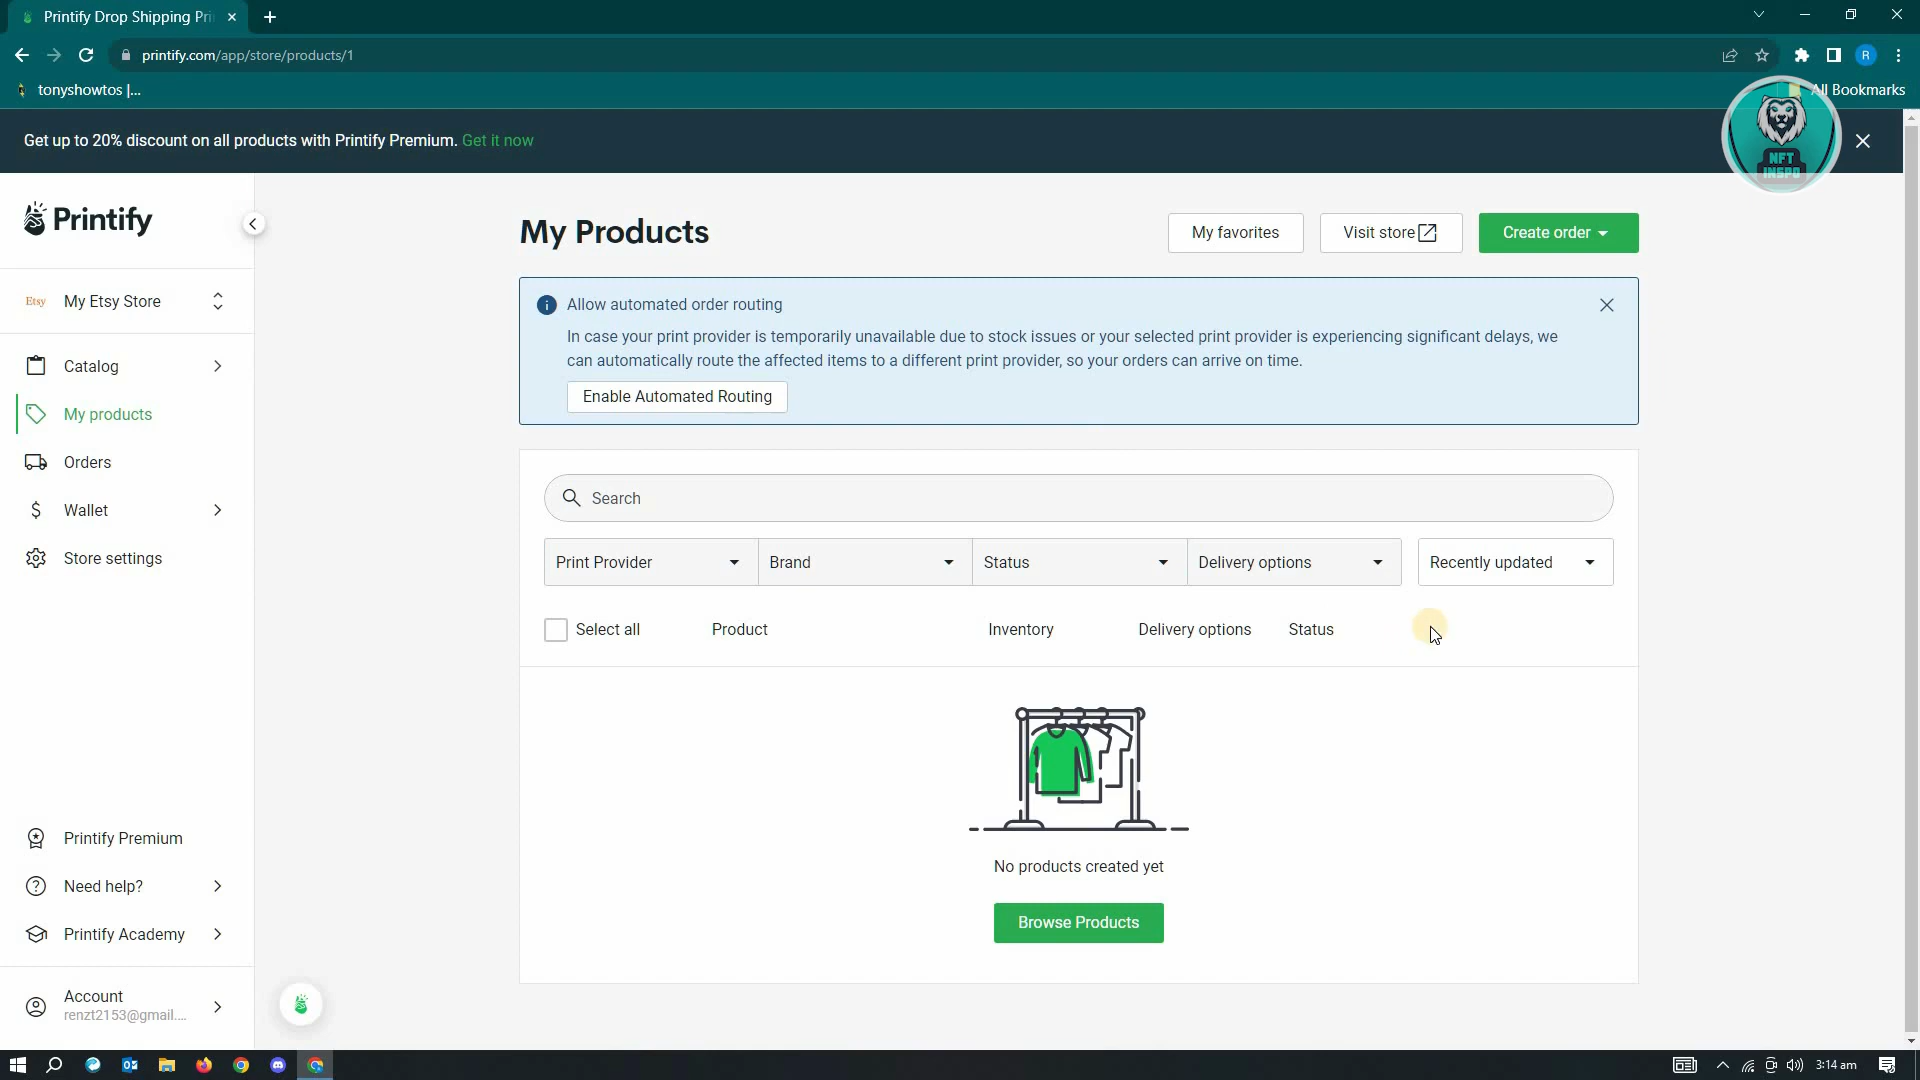 Printify Drop Shipping Pri
printify.com/app/store/products/1
R
tonyshowtos |...
All Bookmarks
Get up to 20% discount on all products with Printify Premium. Get it now
NFT
INSPO
Printify
My Products
My favorites
Visit store
Create order
Etsy
My Etsy Store
Allow automated order routing
In case your print provider is temporarily unavailable due to stock issues or your selected print provider is experiencing significant delays, we
can automatically route the affected items to a different print provider, so your orders can arrive on time.
Enable Automated Routing
Catalog
My products
Orders
Wallet
Store settings
Search
Print Provider
Brand
Status
Delivery options
Recently updated
Select all
Product
Inventory
Delivery options
Status
No products created yet
Browse Products
Printify Premium
Need help?
Printify Academy
Account
renzt2153@gmail....
3:14 am